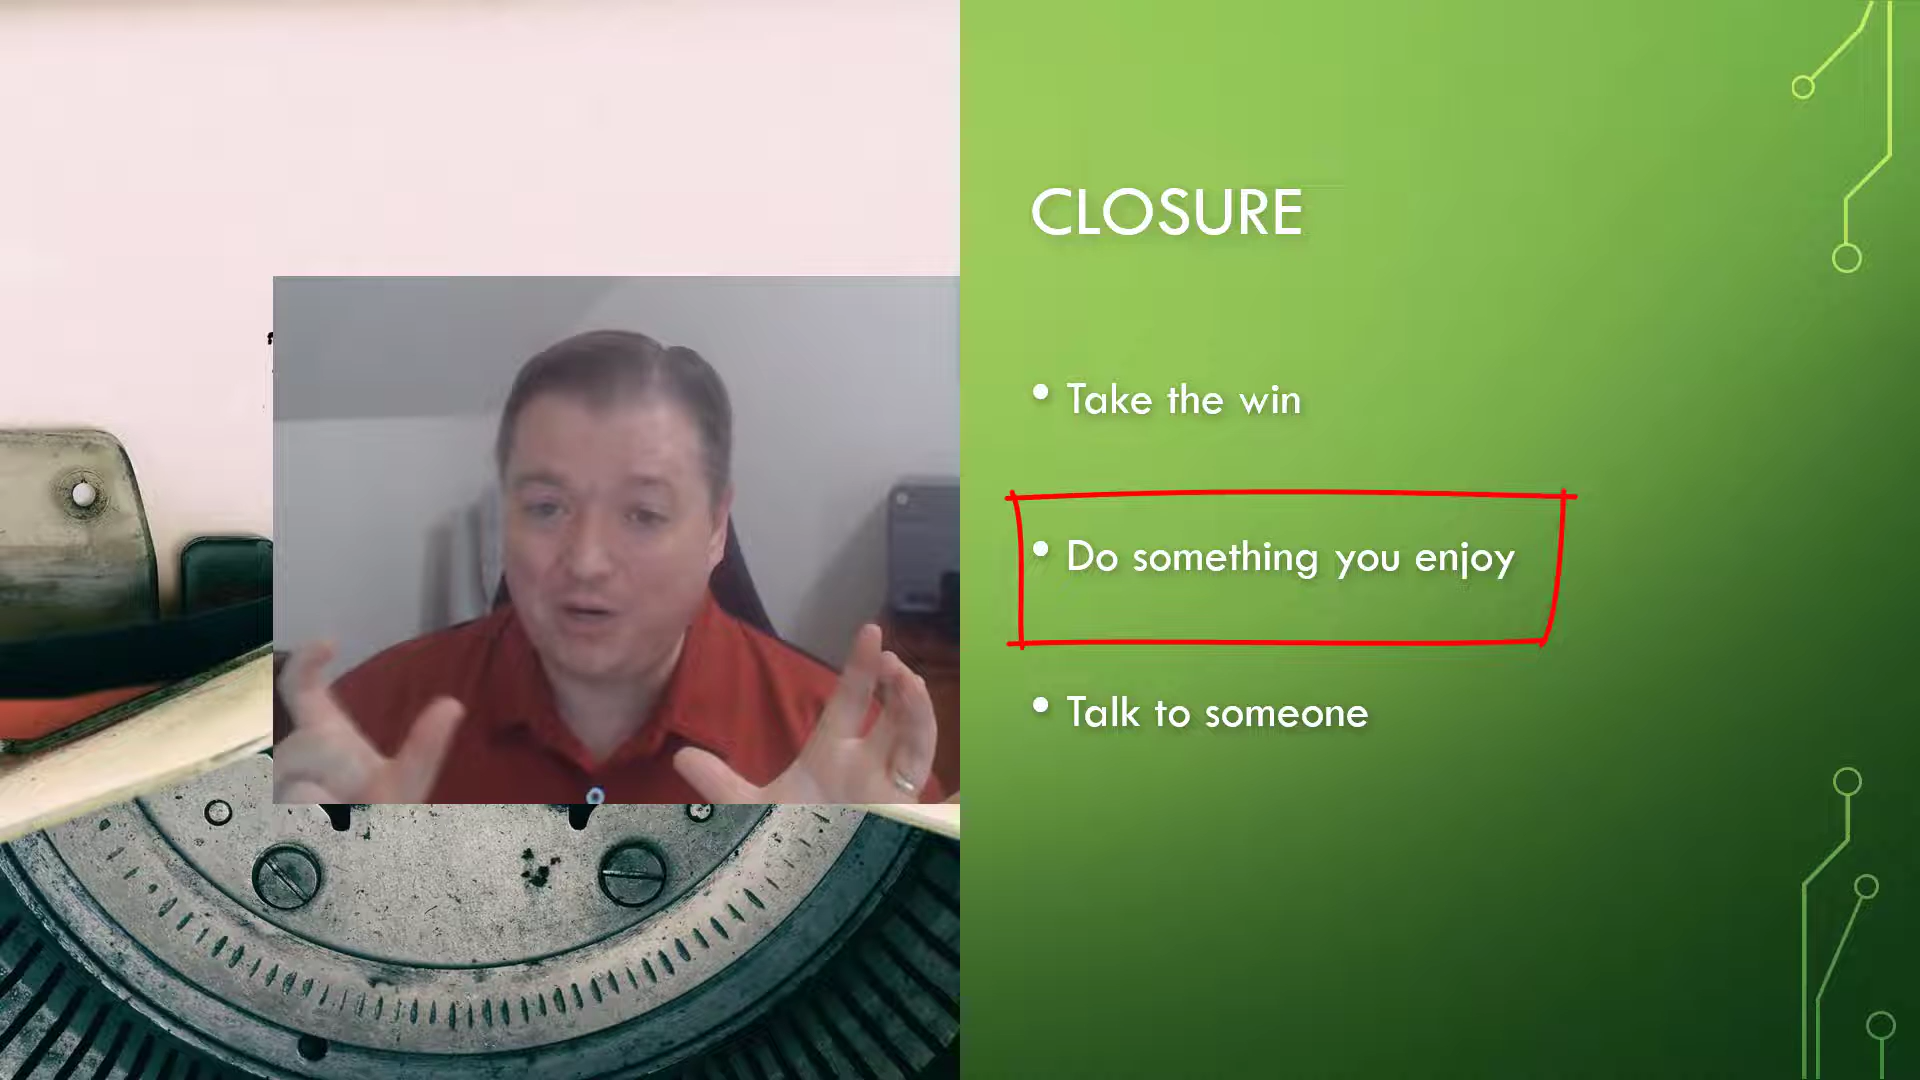 CLOSURE
• Take the win
• Do something you enjoy
• Talk to someone